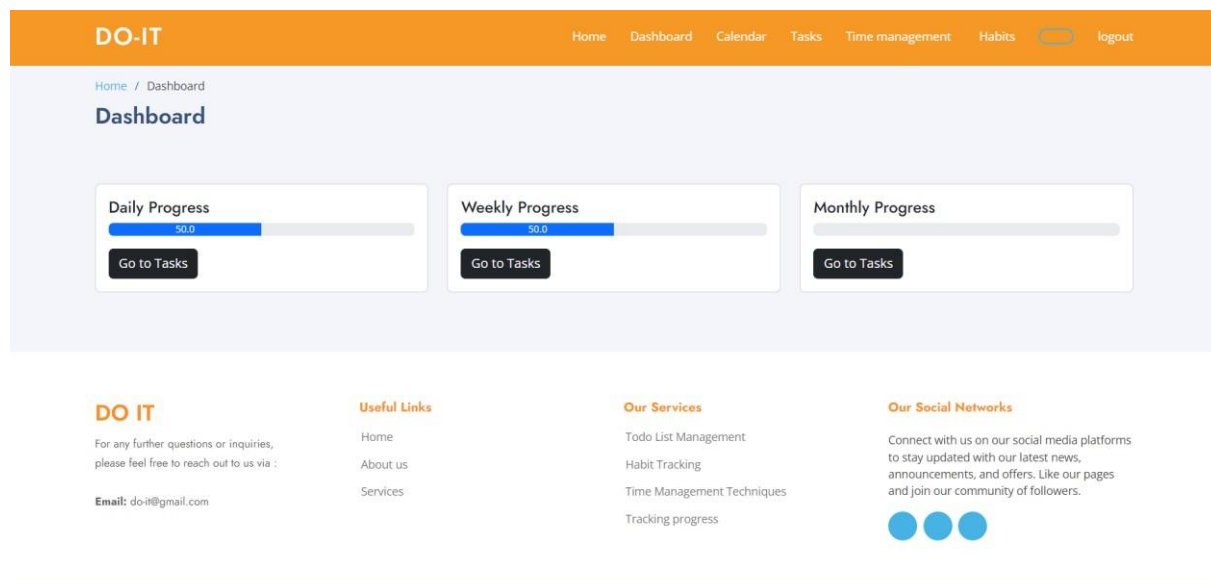 DO-IT
Home Dashboard Calendar Tasks Time management Habits logout
Home / Dashboard
Dashboard
Daily Progress
50.0
Go to Tasks
Weekly Progress
50.0
Go to Tasks
Monthly Progress
Go to Tasks
DO IT
For any further questions or inquiries,
please feel free to reach out to us via :
Email: do-it@gmail.com
Useful Links
Home
About us
Services
Our Services
Todo List Management
Habit Tracking
Time Management Techniques
Tracking progress
Our Social Networks
Connect with us on our social media platforms
to stay updated with our latest news,
announcements, and offers. Like our pages
and join our community of followers.